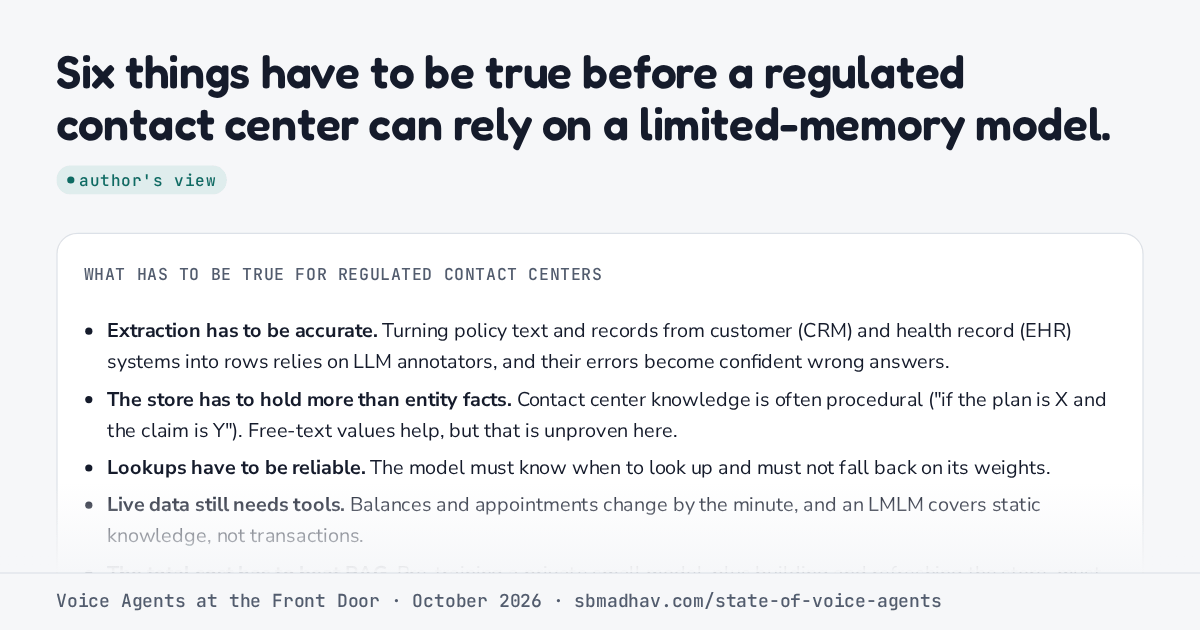 Six things have to be true before a regulated
contact center can rely on a limited-memory model.
author's view
WHAT HAS TO BE TRUE FOR REGULATED CONTACT CENTERS
• Extraction has to be accurate. Turning policy text and records from customer (CRM) and health record (EHR)
systems into rows relies on LLM annotators, and their errors become confident wrong answers.
• The store has to hold more than entity facts. Contact center knowledge is often procedural ("if the plan is X and
the claim is Y"). Free-text values help, but that is unproven here.
• Lookups have to be reliable. The model must know when to look up and must not fall back on its weights.
• Live data still needs tools. Balances and appointments change by the minute, and an LMLM covers static
knowledge, not transactions.
Voice Agents at the Front Door · October 2026 · sbmadhav.com/state-of-voice-agents